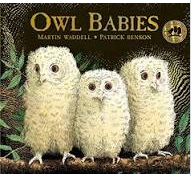 OWL BABIES
MARTIN WADDELL • PATRICK BENSON